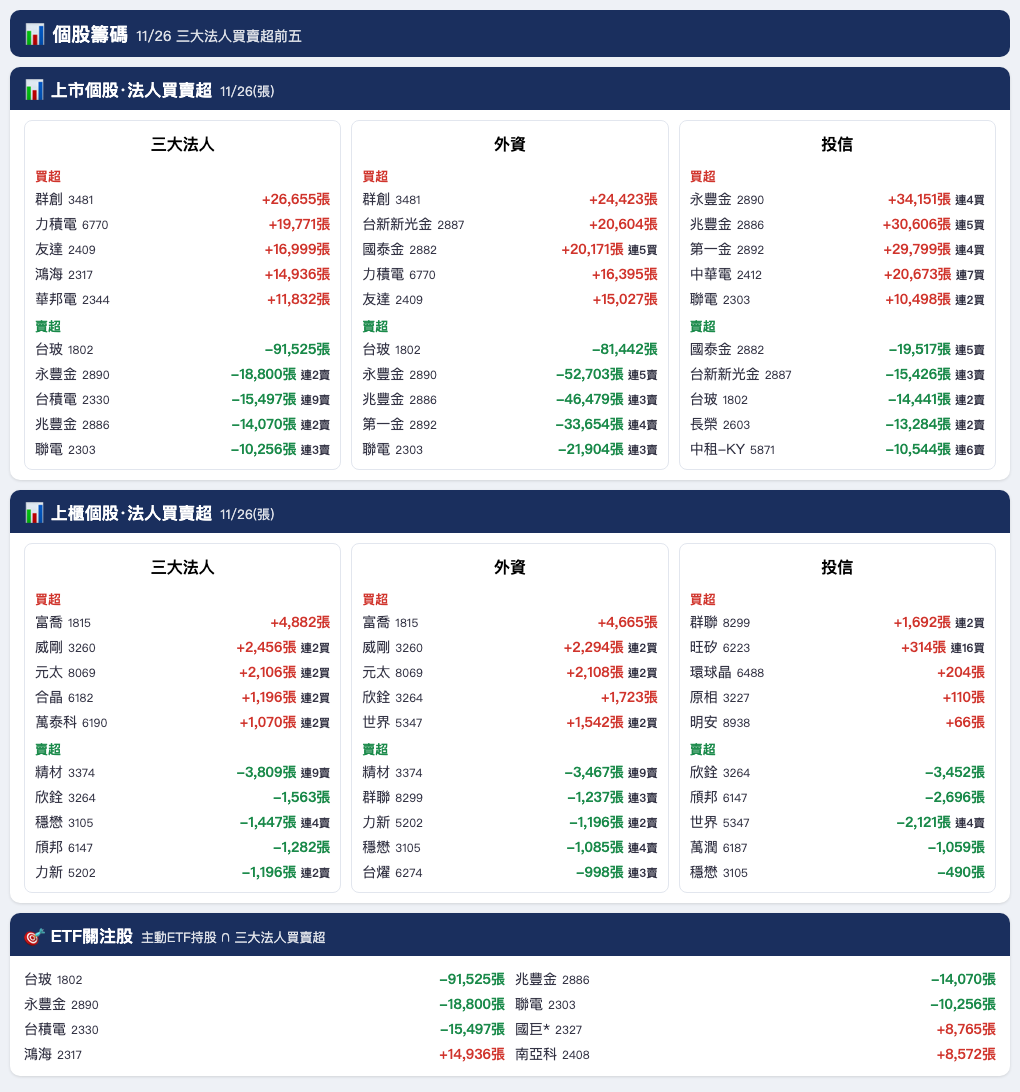 個股籌碼 11/26 三大法人買賣超前五
上市個股·法人買賣超 11/26(張)
三大法人
買超
群創 3481 +26,655張
力積電 6770 +19,771張
友達 2409 +16,999張
鴻海 2317 +14,936張
華邦電 2344 +11,832張
賣超
台玻 1802 −91,525張
永豐金 2890 −18,800張 連2賣
台積電 2330 −15,497張 連9賣
兆豐金 2886 −14,070張 連2賣
聯電 2303 −10,256張 連3賣
外資
買超
群創 3481 +24,423張
台新新光金 2887 +20,604張
國泰金 2882 +20,171張 連5買
力積電 6770 +16,395張
友達 2409 +15,027張
賣超
台玻 1802 −81,442張
永豐金 2890 −52,703張 連5賣
兆豐金 2886 −46,479張 連3賣
第一金 2892 −33,654張 連4賣
聯電 2303 −21,904張 連3賣
投信
買超
永豐金 2890 +34,151張 連4買
兆豐金 2886 +30,606張 連5買
第一金 2892 +29,799張 連4買
中華電 2412 +20,673張 連7買
聯電 2303 +10,498張 連2買
賣超
國泰金 2882 −19,517張 連5賣
台新新光金 2887 −15,426張 連3賣
台玻 1802 −14,441張 連2賣
長榮 2603 −13,284張 連2賣
中租−KY 5871 −10,544張 連6賣
上櫃個股·法人買賣超 11/26(張)
三大法人
買超
富喬 1815 +4,882張
威剛 3260 +2,456張 連2買
元太 8069 +2,106張 連2買
合晶 6182 +1,196張 連2買
萬泰科 6190 +1,070張 連2買
賣超
精材 3374 −3,809張 連9賣
欣銓 3264 −1,563張
穩懋 3105 −1,447張 連4賣
頎邦 6147 −1,282張
力新 5202 −1,196張 連2賣
外資
買超
富喬 1815 +4,665張
威剛 3260 +2,294張 連2買
元太 8069 +2,108張 連2買
欣銓 3264 +1,723張
世界 5347 +1,542張 連2買
賣超
精材 3374 −3,467張 連9賣
群聯 8299 −1,237張 連3賣
力新 5202 −1,196張 連2賣
穩懋 3105 −1,085張 連4賣
台燿 6274 −998張 連3賣
投信
買超
群聯 8299 +1,692張 連2買
旺矽 6223 +314張 連16買
環球晶 6488 +204張
原相 3227 +110張
明安 8938 +66張
賣超
欣銓 3264 −3,452張
頎邦 6147 −2,696張
世界 5347 −2,121張 連4賣
萬潤 6187 −1,059張
穩懋 3105 −490張
ETF關注股 主動ETF持股 ∩ 三大法人買賣超
台玻 1802 −91,525張 兆豐金 2886 −14,070張
永豐金 2890 −18,800張 聯電 2303 −10,256張
台積電 2330 −15,497張 國巨* 2327 +8,765張
鴻海 2317 +14,936張 南亞科 2408 +8,572張